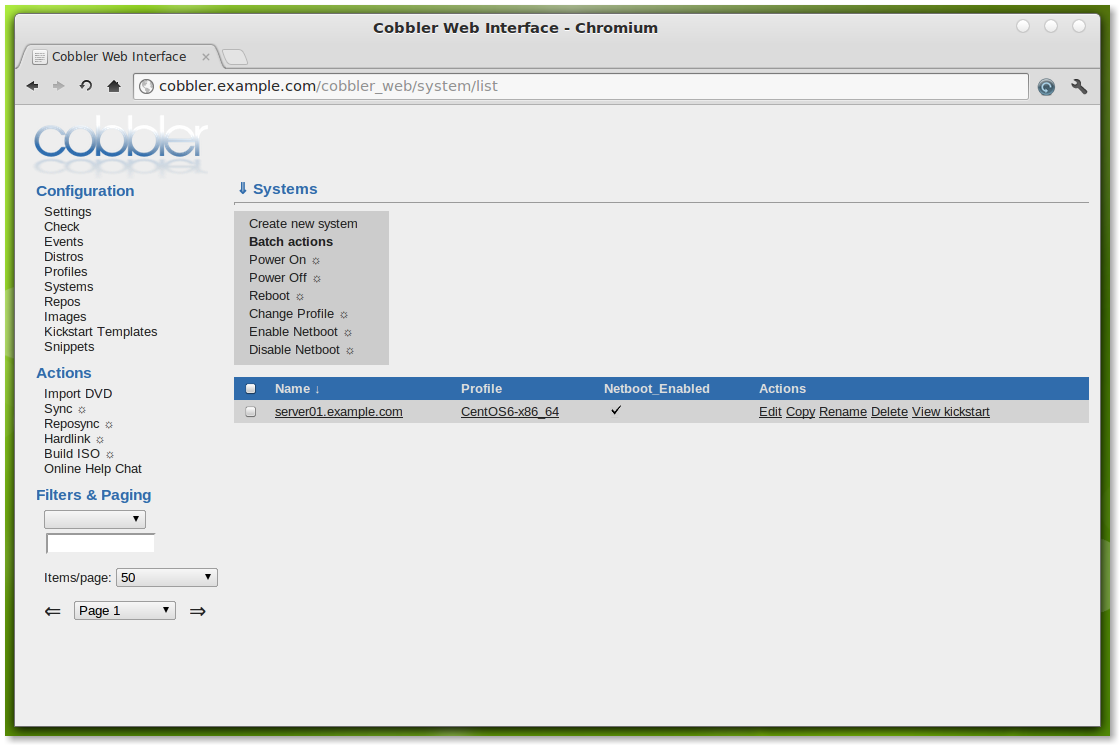 Cobbler Web Interface - Chromium
Cobbler Web Interface ×
cobbler.example.com/cobbler_web/system/list
cobbler
Configuration
Settings
Check
Events
Distros
Profiles
Systems
Repos
Images
Kickstart Templates
Snippets
Actions
Import DVD
Sync ☼
Reposync ☼
Hardlink ☼
Build ISO ☼
Online Help Chat
Filters & Paging
Items/page: 50
⇐ Page 1 ⇒
⇓ Systems
Create new system
Batch actions
Power On ☼
Power Off ☼
Reboot ☼
Change Profile ☼
Enable Netboot ☼
Disable Netboot ☼
Name ↓ Profile Netboot_Enabled Actions
server01.example.com CentOS6-x86_64 ✓ Edit Copy Rename Delete View kickstart